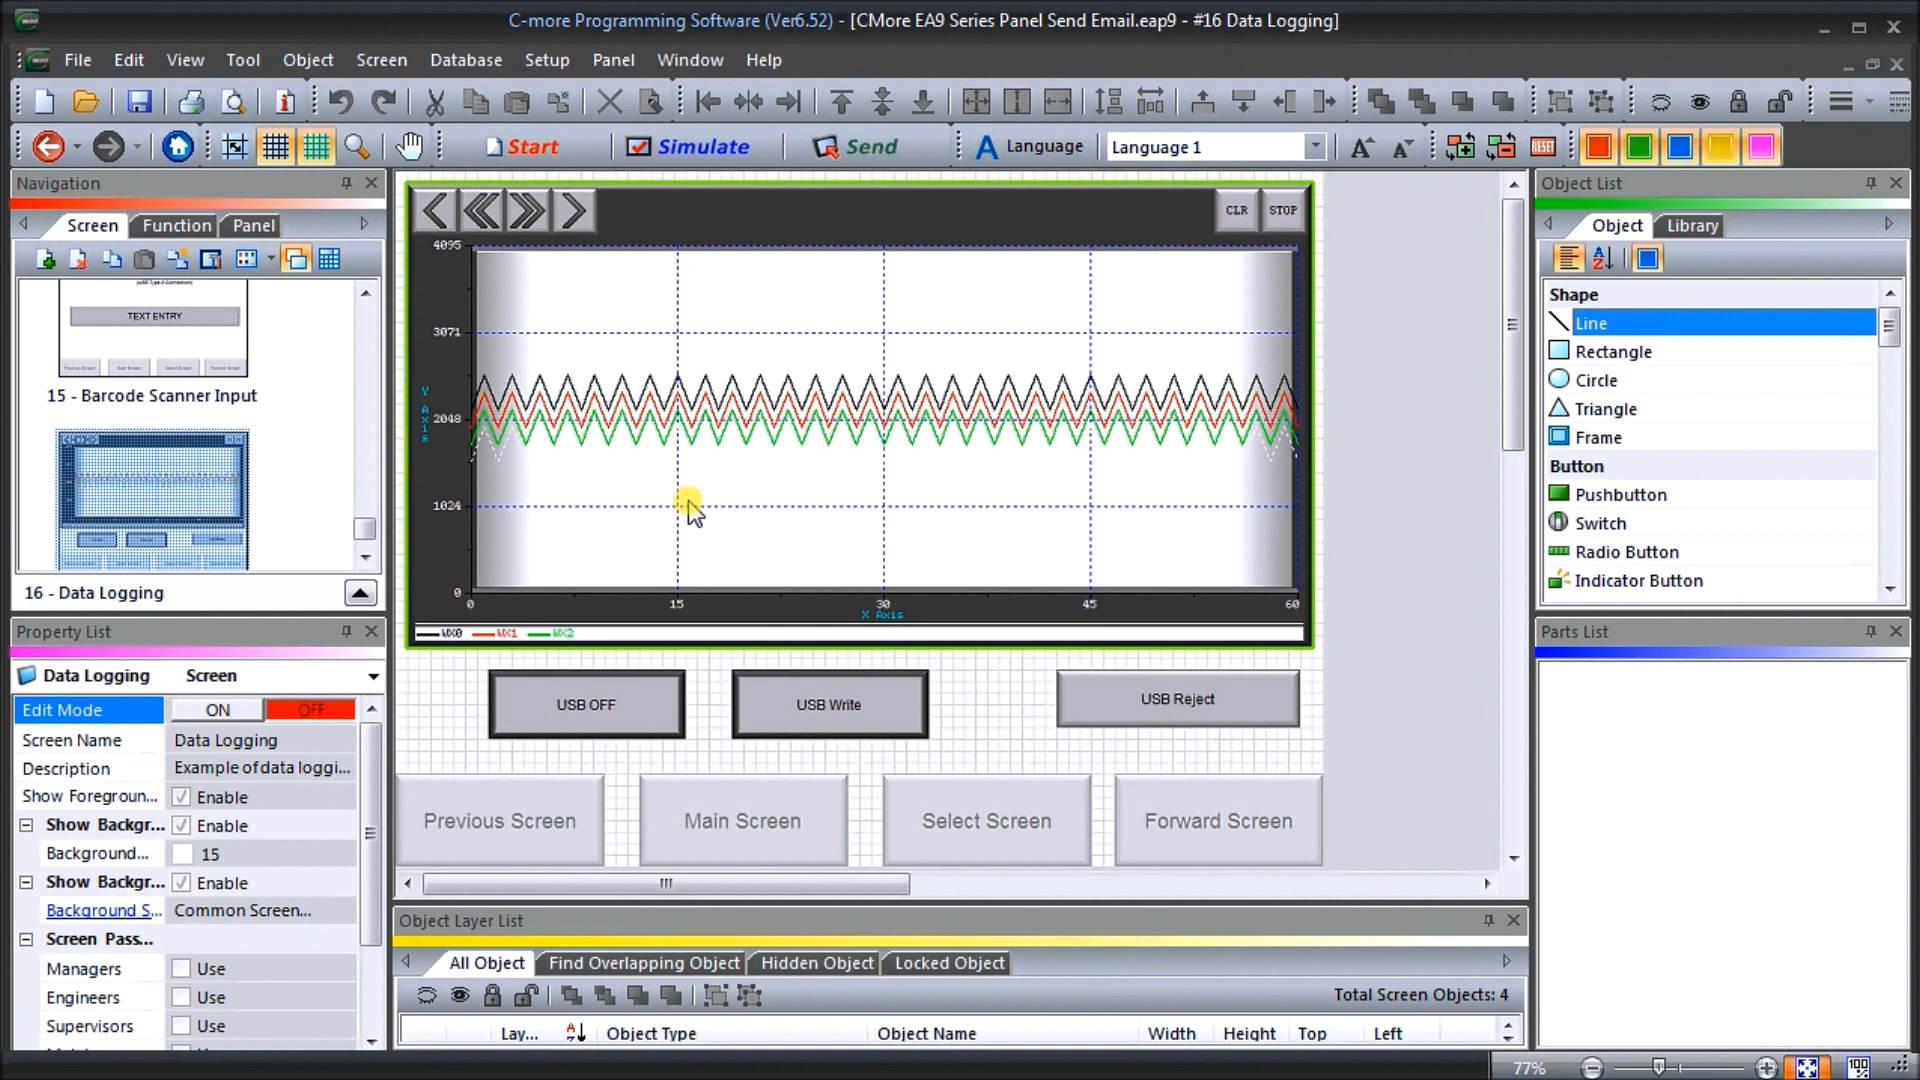 C-more Programming Software (Ver6.52) - [CMore EA9 Series Panel Send Email.eap9 - #16 Data Logging]
File Edit View Tool Object Screen Database Setup Panel Window Help
Start Simulate Send Language Language 1 RESET
Navigation
Screen Function Panel
TEXT ENTRY
15 - Barcode Scanner Input
16 - Data Logging
Property List
Data Logging Screen
Edit Mode ON OFF
Screen Name Data Logging
Description Example of data loggi...
Show Foregroun... Enable
Show Backgr... Enable
Background... 15
Show Backgr... Enable
Background S... Common Screen...
Screen Pass...
Managers Use
Engineers Use
Supervisors Use
CLR STOP
4095
3071
2048
1024
0
Y Axis
0 15 30 45 60
X Axis
WX0 WX1 WX2
USB OFF USB Write USB Reject
Previous Screen Main Screen Select Screen Forward Screen
Object Layer List
All Object Find Overlapping Object Hidden Object Locked Object
Total Screen Objects: 4
Lay... Object Type Object Name Width Height Top Left
Object List
Object Library
Shape
Line
Rectangle
Circle
Triangle
Frame
Button
Pushbutton
Switch
Radio Button
Indicator Button
Parts List
77% 100